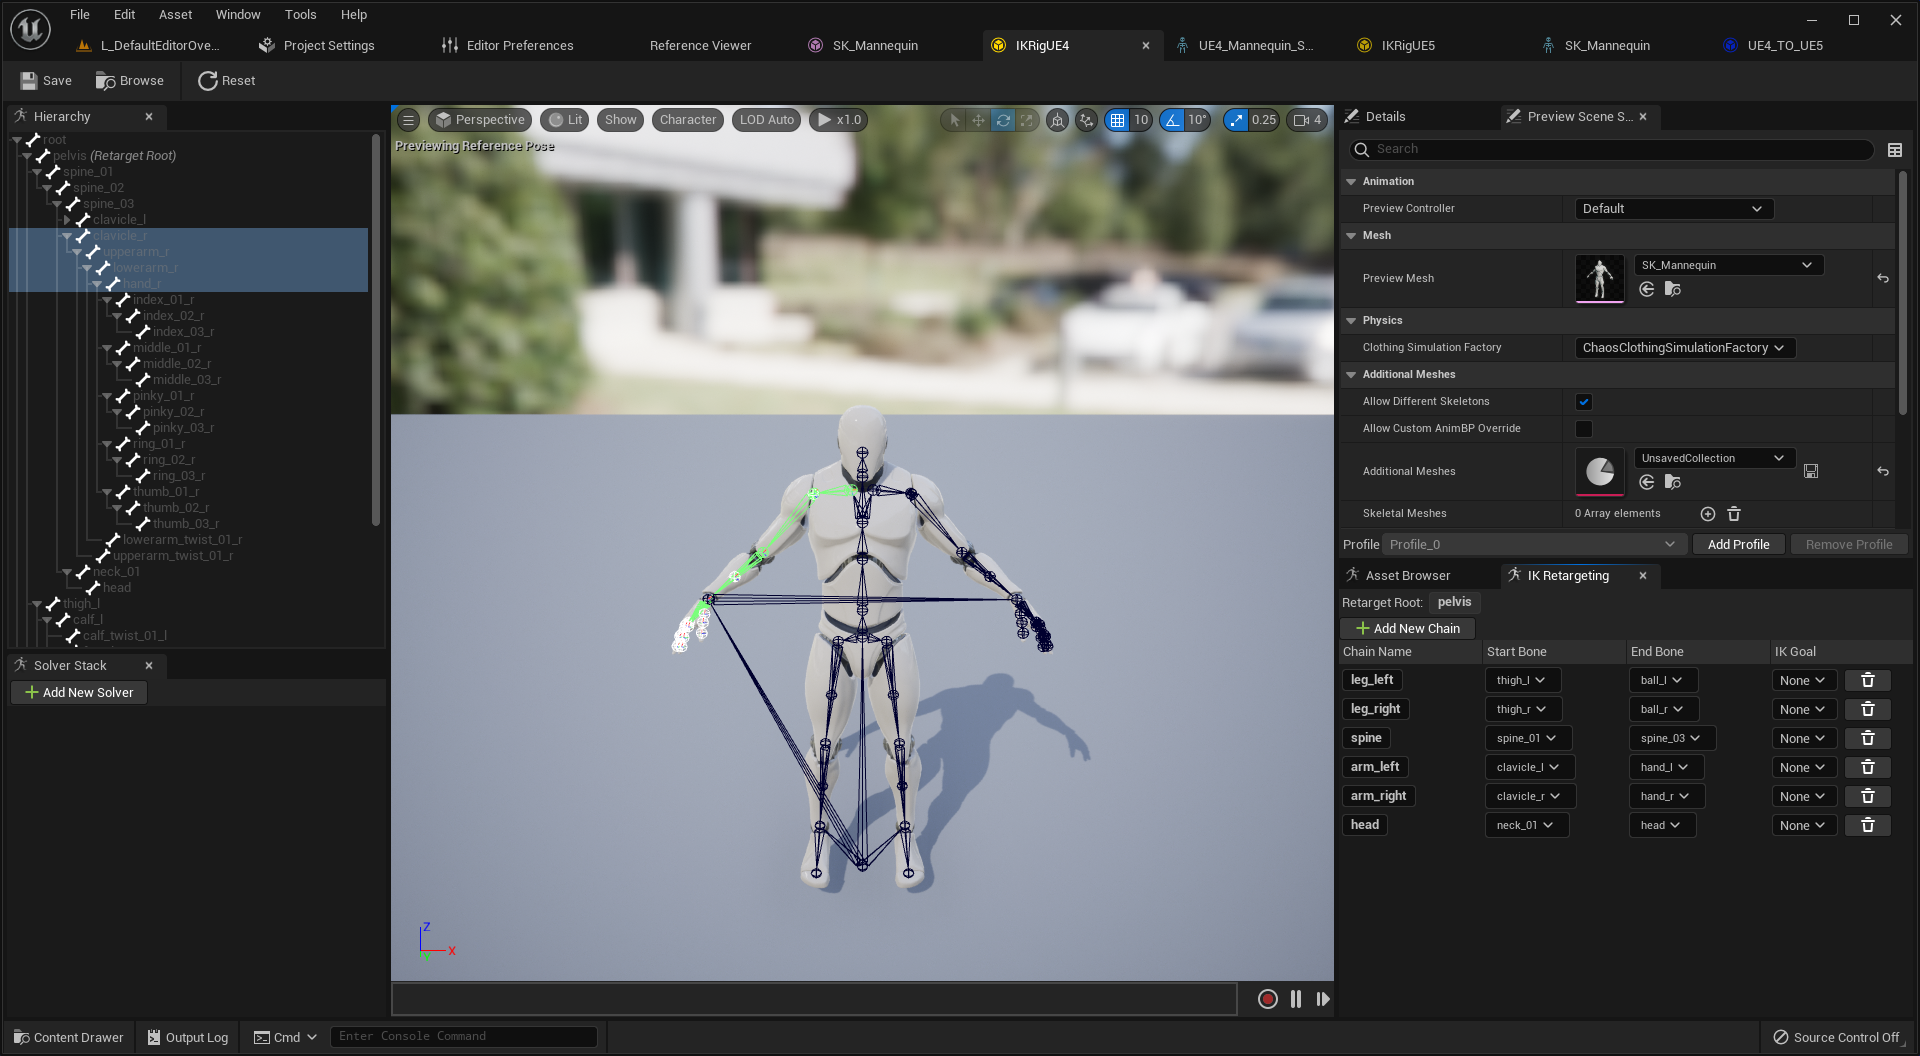 File Edit Asset Window Tools Help
L_DefaultEditorOve...
Project Settings
Editor Preferences
Reference Viewer
SK_Mannequin
IKRigUE4
UE4_Mannequin_S...
IKRigUE5
SK_Mannequin
UE4_TO_UE5
Save
Browse
Reset
Hierarchy
root
pelvis (Retarget Root)
spine_01
spine_02
spine_03
clavicle_l
clavicle_r
upperarm_r
lowerarm_r
hand_r
index_01_r
index_02_r
index_03_r
middle_01_r
middle_02_r
middle_03_r
pinky_01_r
pinky_02_r
pinky_03_r
ring_01_r
ring_02_r
ring_03_r
thumb_01_r
thumb_02_r
thumb_03_r
lowerarm_twist_01_r
upperarm_twist_01_r
neck_01
head
thigh_l
calf_l
calf_twist_01_l
Solver Stack
Add New Solver
Perspective
Lit
Show
Character
LOD Auto
x1.0
10
10°
0.25
4
Previewing Reference Pose
Z
X
Y
Details
Preview Scene S...
Search
Animation
Preview Controller
Default
Mesh
Preview Mesh
SK_Mannequin
Physics
Clothing Simulation Factory
ChaosClothingSimulationFactory
Additional Meshes
Allow Different Skeletons
Allow Custom AnimBP Override
Additional Meshes
UnsavedCollection
Skeletal Meshes
0 Array elements
Profile
Profile_0
Add Profile
Remove Profile
Asset Browser
IK Retargeting
Retarget Root: pelvis
Add New Chain
Chain Name Start Bone End Bone IK Goal
leg_left thigh_l ball_l None
leg_right thigh_r ball_r None
spine spine_01 spine_03 None
arm_left clavicle_l hand_l None
arm_right clavicle_r hand_r None
head neck_01 head None
Content Drawer
Output Log
Cmd
Enter Console Command
Source Control Off